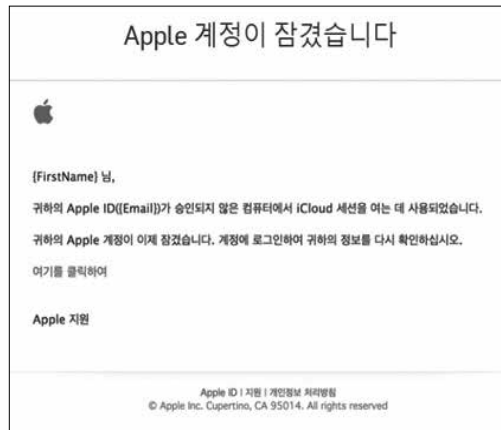 Apple 계정이 잠겼습니다
{FirstName} 님,
귀하의 Apple ID({Email})가 승인되지 않은 컴퓨터에서 iCloud 세션을 여는 데 사용되었습니다.
귀하의 Apple 계정이 이제 잠겼습니다. 계정에 로그인하여 귀하의 정보를 다시 확인하십시오.
여기를 클릭하여
Apple 지원
Apple ID | 지원 | 개인정보 처리방침
© Apple Inc. Cupertino, CA 95014. All rights reserved